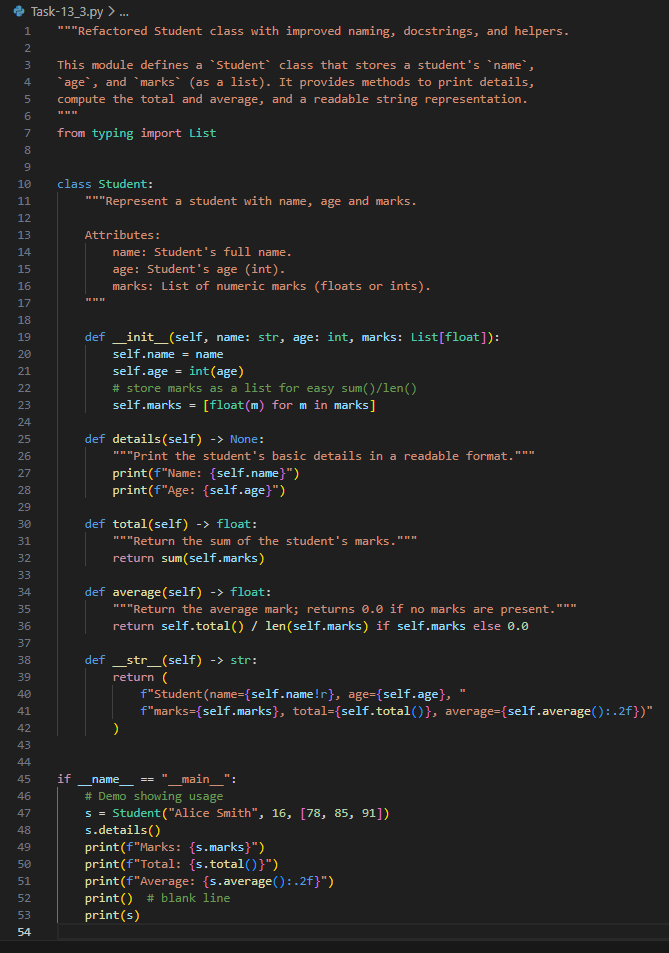 Task-13_3.py > ...
1 """Refactored Student class with improved naming, docstrings, and helpers.
2
3 This module defines a `Student` class that stores a student's `name`,
4 `age`, and `marks` (as a list). It provides methods to print details,
5 compute the total and average, and a readable string representation.
6 """
7 from typing import List
8
9
10 class Student:
11     """Represent a student with name, age and marks.
12
13     Attributes:
14         name: Student's full name.
15         age: Student's age (int).
16         marks: List of numeric marks (floats or ints).
17     """
18
19     def __init__(self, name: str, age: int, marks: List[float]):
20         self.name = name
21         self.age = int(age)
22         # store marks as a list for easy sum()/len()
23         self.marks = [float(m) for m in marks]
24
25     def details(self) -> None:
26         """Print the student's basic details in a readable format."""
27         print(f"Name: {self.name}")
28         print(f"Age: {self.age}")
29
30     def total(self) -> float:
31         """Return the sum of the student's marks."""
32         return sum(self.marks)
33
34     def average(self) -> float:
35         """Return the average mark; returns 0.0 if no marks are present."""
36         return self.total() / len(self.marks) if self.marks else 0.0
37
38     def __str__(self) -> str:
39         return (
40             f"Student(name={self.name!r}, age={self.age}, "
41             f"marks={self.marks}, total={self.total()}, average={self.average():.2f})"
42         )
43
44
45 if __name__ == "__main__":
46     # Demo showing usage
47     s = Student("Alice Smith", 16, [78, 85, 91])
48     s.details()
49     print(f"Marks: {s.marks}")
50     print(f"Total: {s.total()}")
51     print(f"Average: {s.average():.2f}")
52     print()  # blank line
53     print(s)
54